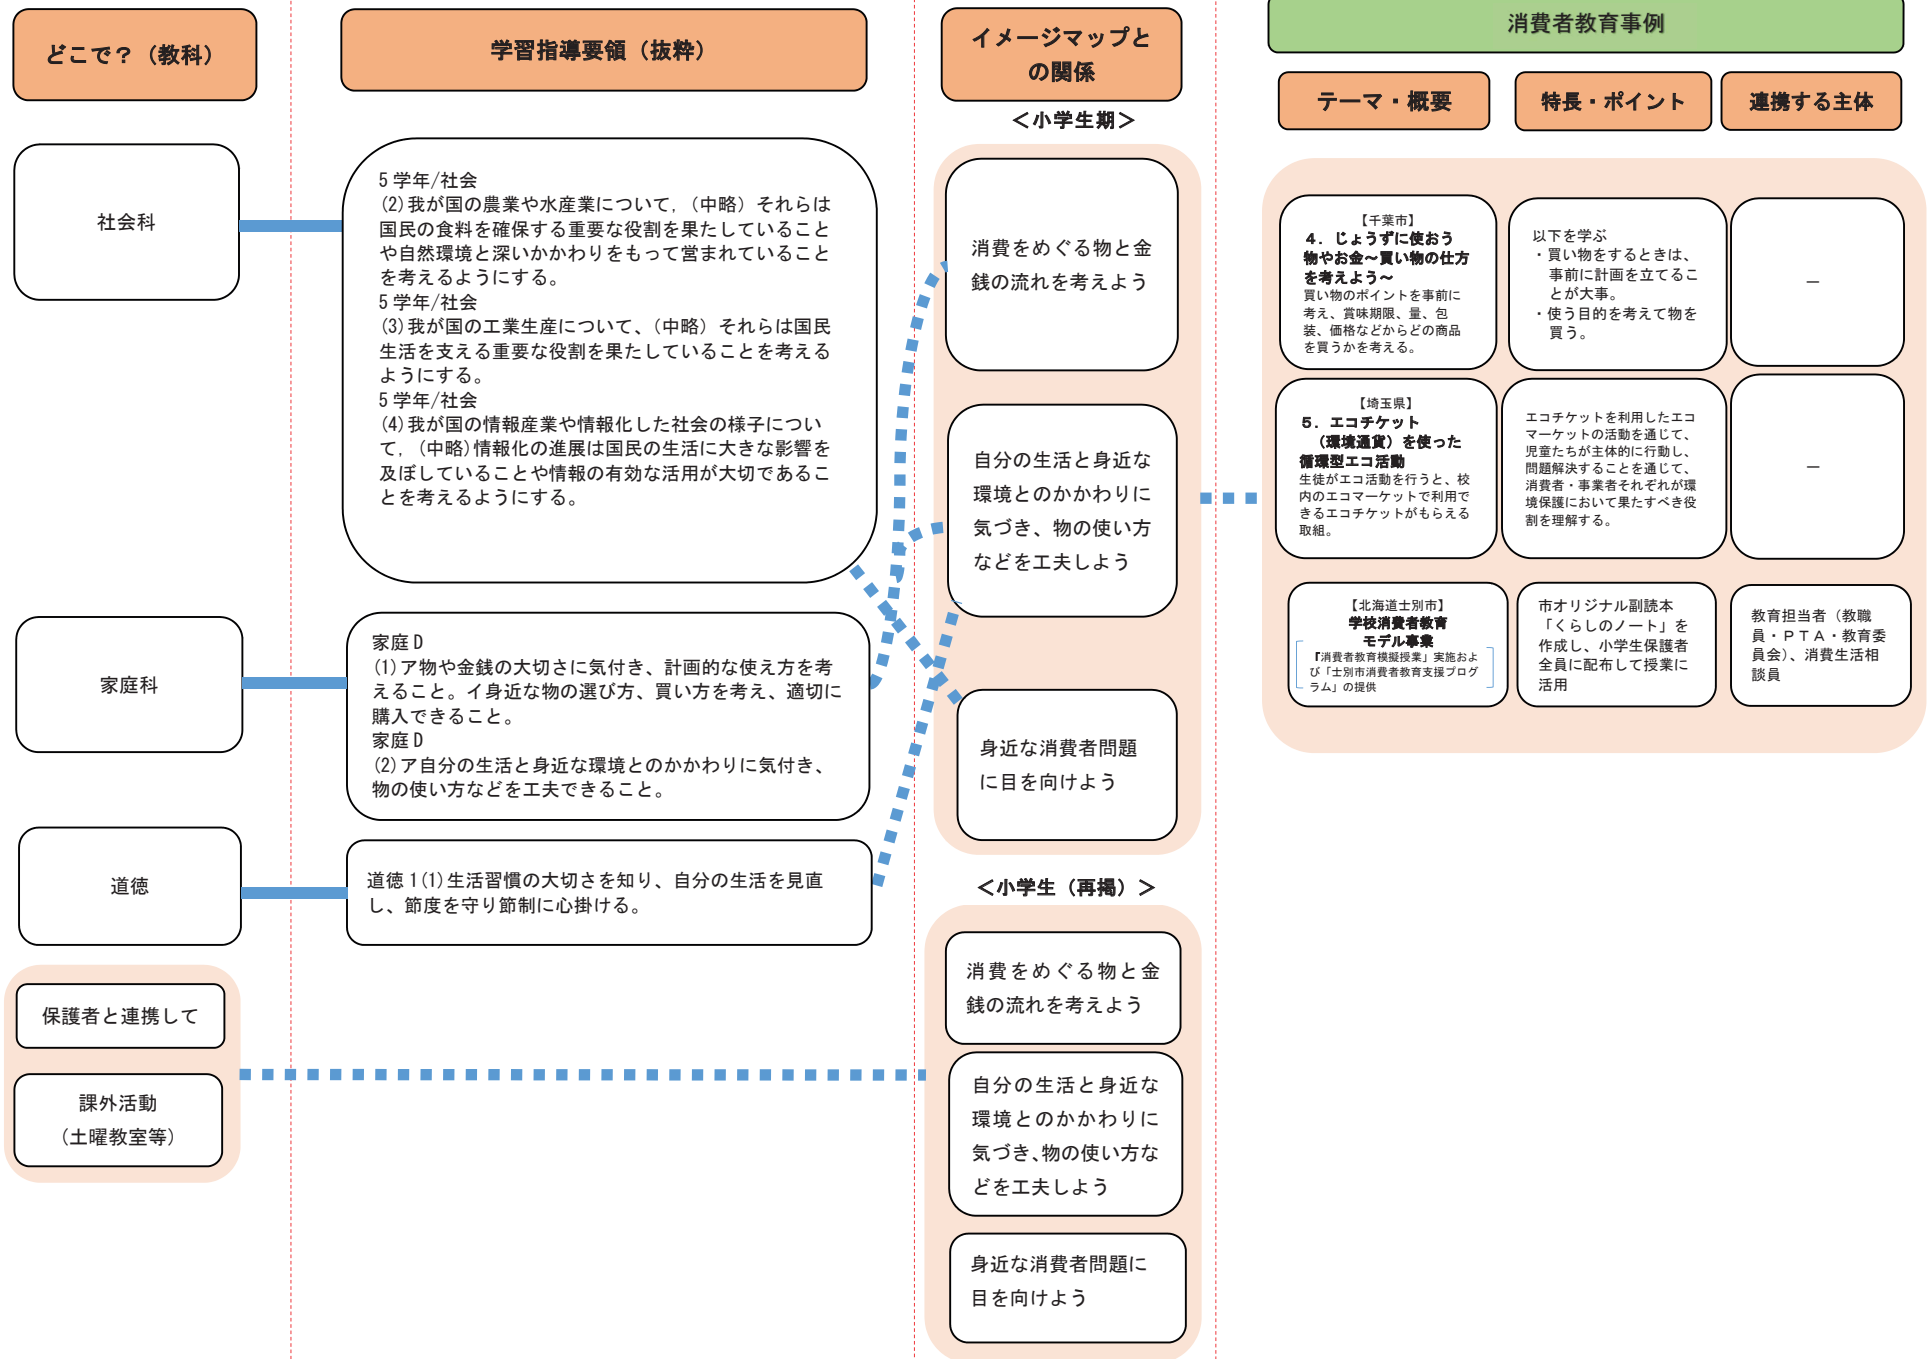 どこで？（教科）
学習指導要領（抜粋）
イメージマップと
の関係
消費者教育事例
テーマ・概要
特長・ポイント
連携する主体
＜小学生期＞
社会科
5 学年/社会
(2)我が国の農業や水産業について，（中略）それらは
国民の食料を確保する重要な役割を果たしていること
や自然環境と深いかかわりをもって営まれていること
を考えるようにする。
5 学年/社会
(3)我が国の工業生産について、（中略）それらは国民
生活を支える重要な役割を果たしていることを考える
ようにする。
5 学年/社会
(4)我が国の情報産業や情報化した社会の様子につい
て，（中略）情報化の進展は国民の生活に大きな影響を
及ぼしていることや情報の有効な活用が大切であるこ
とを考えるようにする。
家庭科
家庭 D
(1)ア物や金銭の大切さに気付き、計画的な使え方を考
えること。イ身近な物の選び方、買い方を考え、適切に
購入できること。
家庭 D
(2)ア自分の生活と身近な環境とのかかわりに気付き、
物の使い方などを工夫できること。
道徳
道徳 1(1)生活習慣の大切さを知り、自分の生活を見直
し、節度を守り節制に心掛ける。
保護者と連携して
課外活動
（土曜教室等）
消費をめぐる物と金
銭の流れを考えよう
自分の生活と身近な
環境とのかかわりに
気づき、物の使い方
などを工夫しよう
身近な消費者問題
に目を向けよう
＜小学生（再掲）＞
消費をめぐる物と金
銭の流れを考えよう
自分の生活と身近な
環境とのかかわりに
気づき、物の使い方な
どを工夫しよう
身近な消費者問題に
目を向けよう
【千葉市】
４．じょうずに使おう
物やお金～買い物の仕方
を考えよう～
買い物のポイントを事前に
考え、賞味期限、量、包
装、価格などからどの商品
を買うかを考える。
以下を学ぶ
・買い物をするときは、
事前に計画を立てるこ
とが大事。
・使う目的を考えて物を
買う。
－
【埼玉県】
５．エコチケット
（環境通貨）を使った
循環型エコ活動
生徒がエコ活動を行うと、校
内のエコマーケットで利用で
きるエコチケットがもらえる
取組。
エコチケットを利用したエコ
マーケットの活動を通じて、
児童たちが主体的に行動し、
問題解決することを通じて、
消費者・事業者それぞれが環
境保護において果たすべき役
割を理解する。
－
【北海道士別市】
学校消費者教育
モデル事業
『消費者教育模擬授業」実施およ
び「士別市消費者教育支援プログ
ラム」の提供
市オリジナル副読本
「くらしのノート」を
作成し、小学生保護者
全員に配布して授業に
活用
教育担当者（教職
員・ＰＴＡ・教育委
員会）、消費生活相
談員